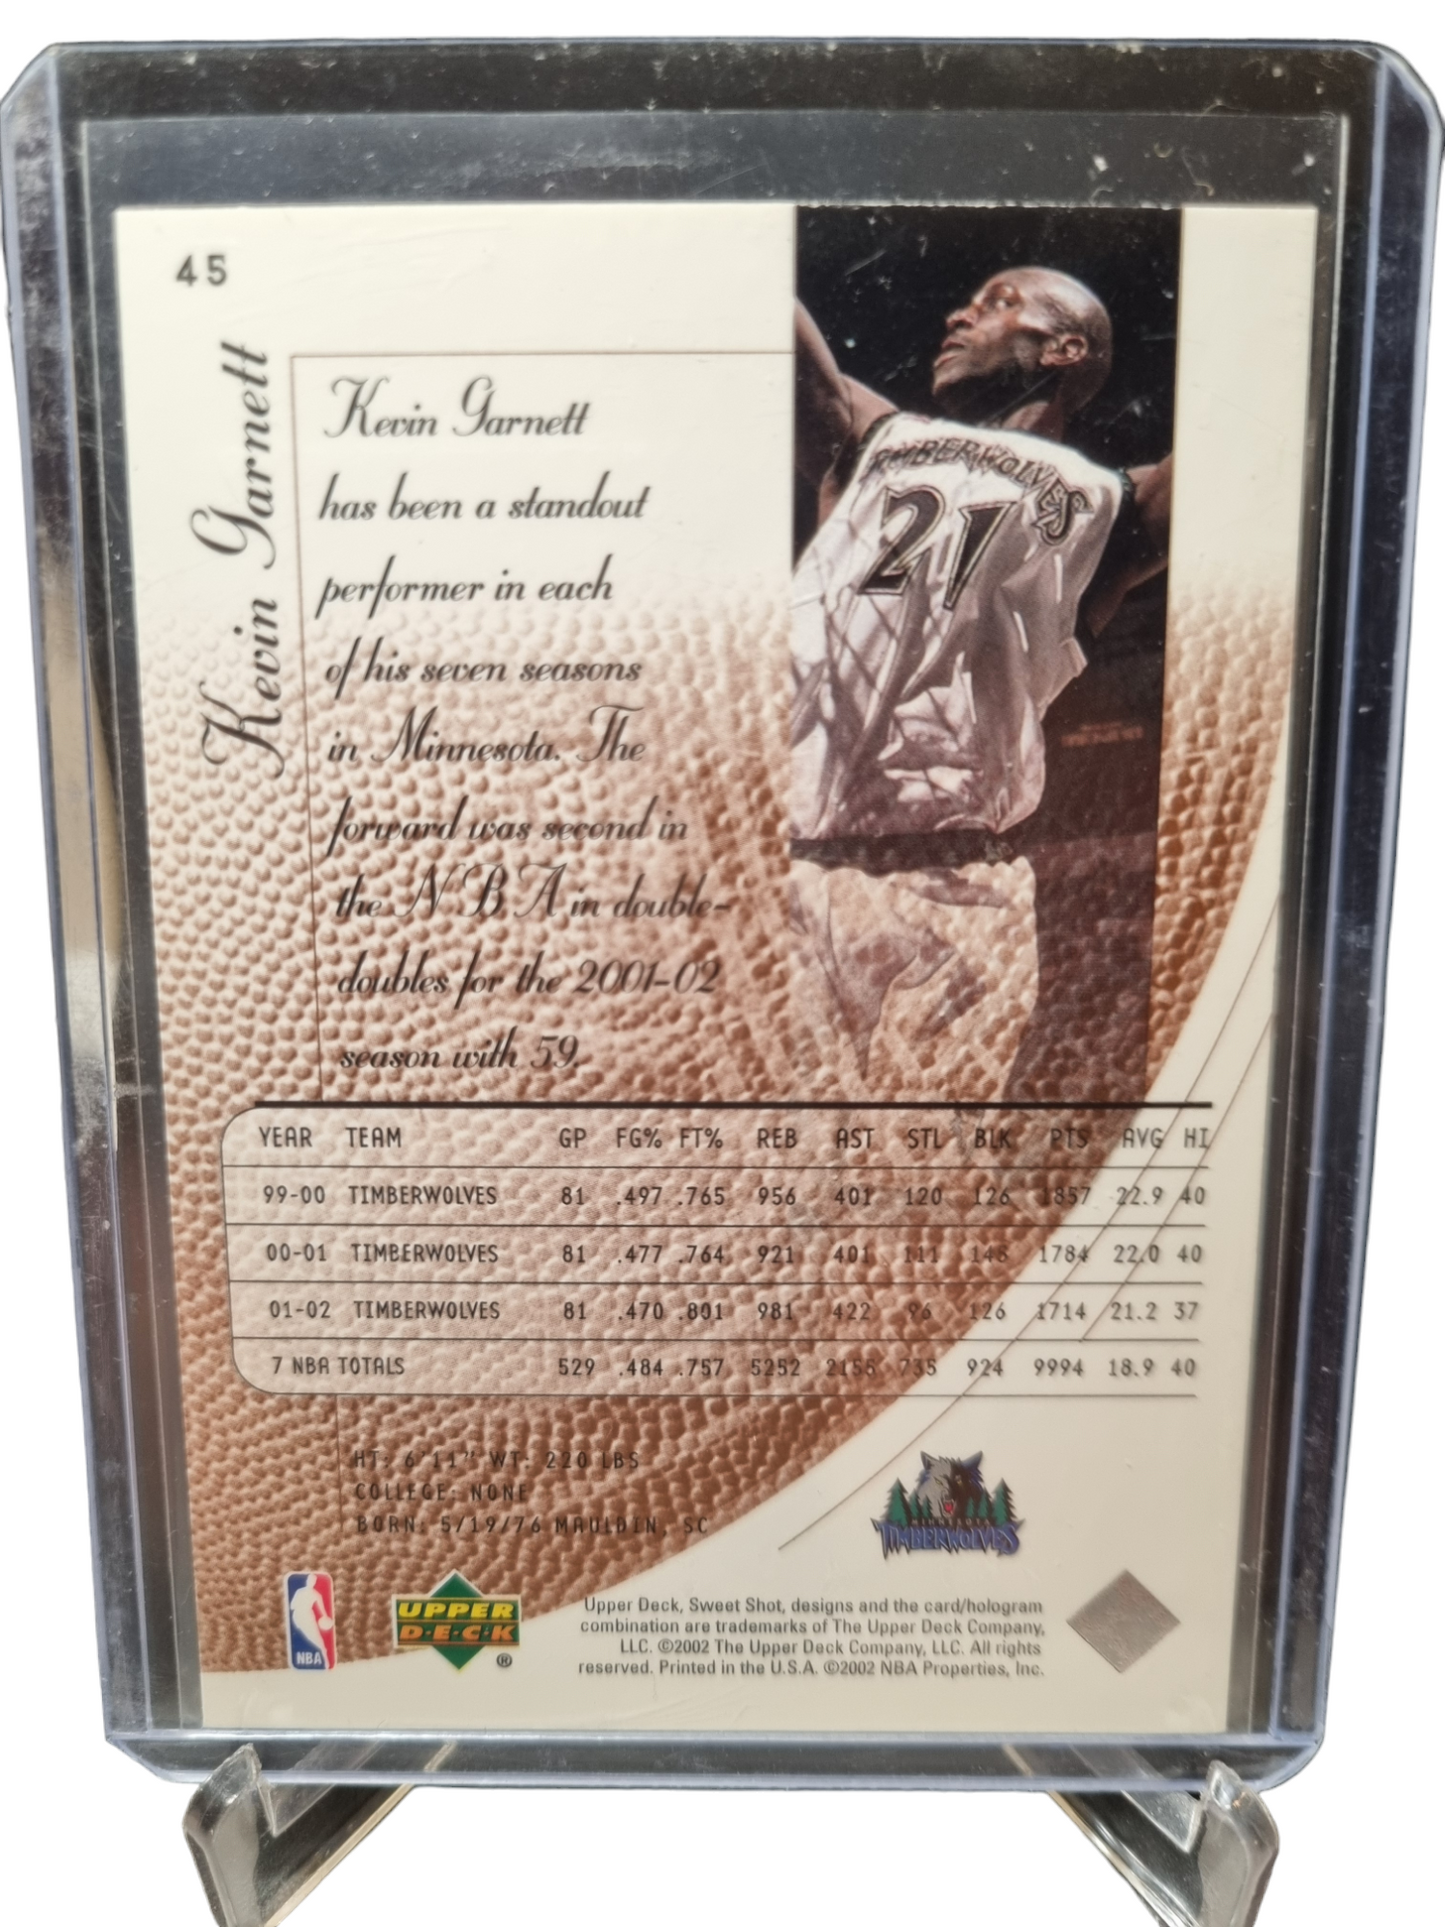 45
Kevin Garnett
Kevin Garnett
has been a standout
performer in each
of his seven seasons
in Minnesota. The
forward was second in
the NBA in double-
doubles for the 2001-02
season with 59.
TIMBERWOLVES
21
YEAR TEAM GP FG% FT% REB AST STL BLK PTS AVG HI
99-00 TIMBERWOLVES 81 .497 .765 956 401 120 126 1857 22.9 40
00-01 TIMBERWOLVES 81 .477 .764 921 401 111 145 1784 22.0 40
01-02 TIMBERWOLVES 81 .470 .801 981 422 96 126 1714 21.2 37
7 NBA TOTALS 529 .484 .757 5252 2155 735 924 9994 18.9 40
HT: 6'11" WT: 220 LBS
COLLEGE: NONE
BORN: 5/19/76 MAULDIN, SC
MINNESOTA
TIMBERWOLVES
NBA
UPPER
D·E·C·K
®
Upper Deck, Sweet Shot, designs and the card/hologram
combination are trademarks of The Upper Deck Company,
LLC. ©2002 The Upper Deck Company, LLC. All rights
reserved. Printed in the U.S.A. ©2002 NBA Properties, Inc.